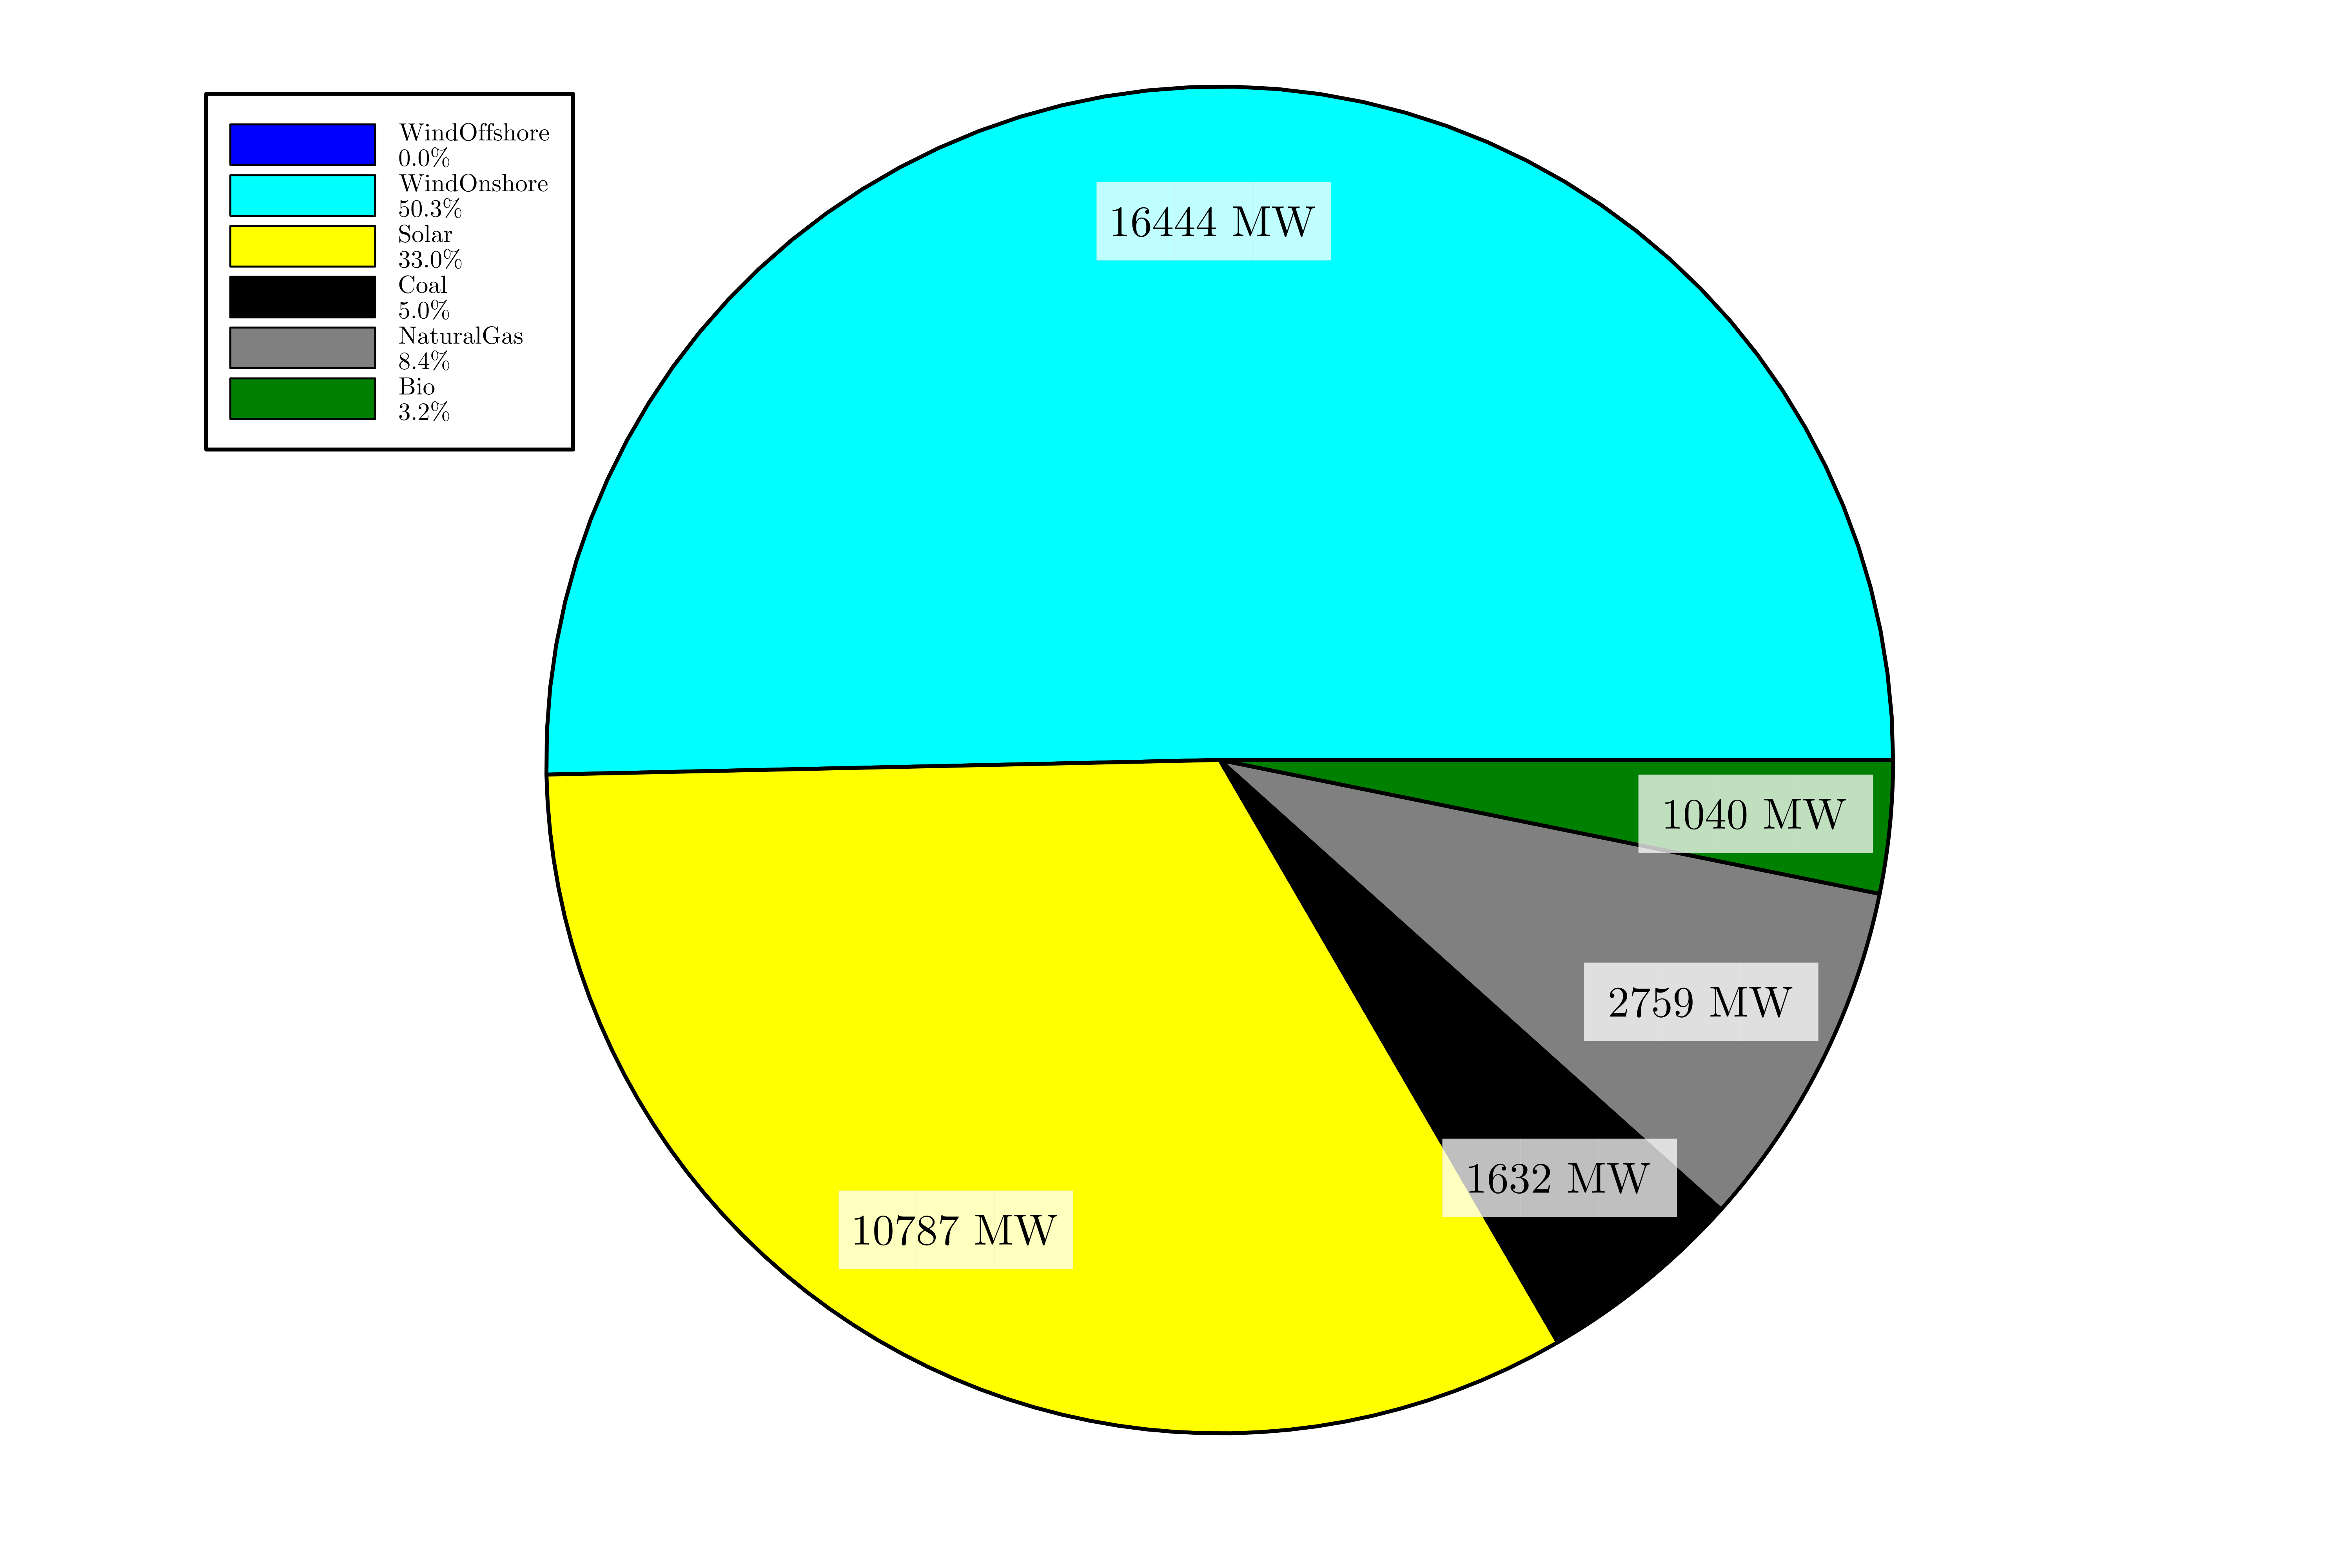 WindOffshore
0.0%
WindOnshore
50.3%
Solar
33.0%
Coal
5.0%
NaturalGas
8.4%
Bio
3.2%
16444 MW
1040 MW
2759 MW
1632 MW
10787 MW